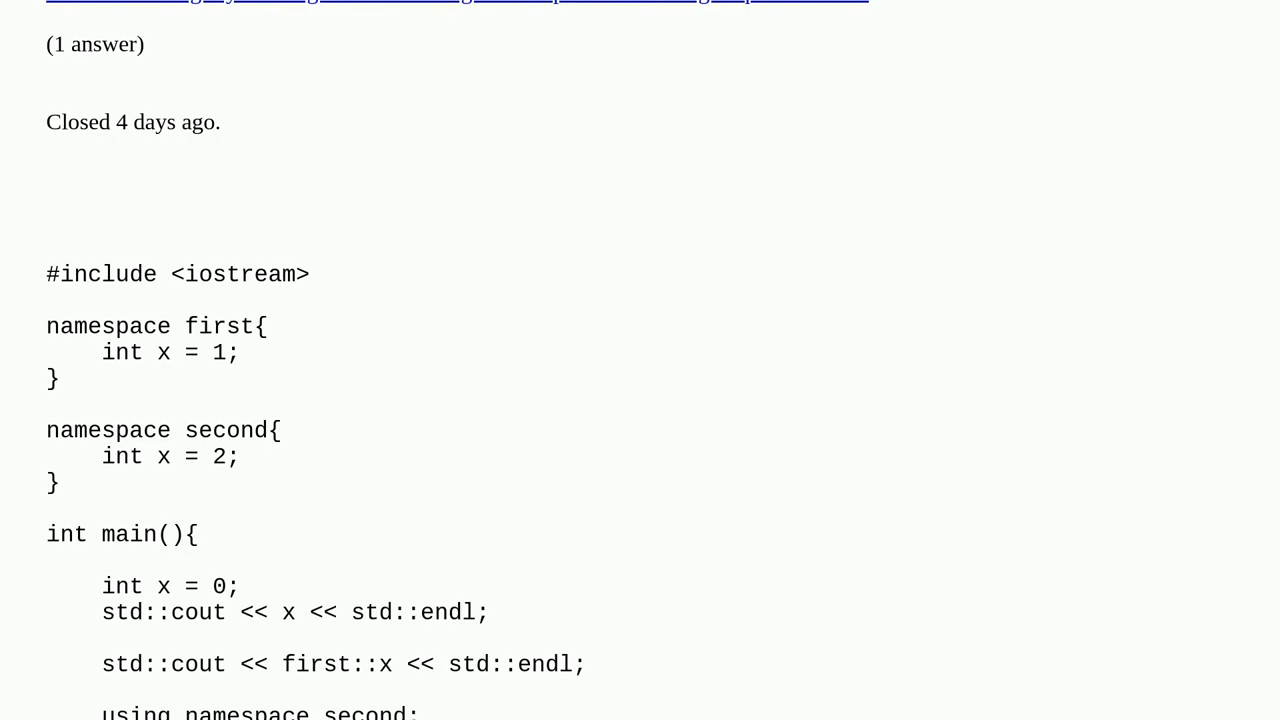 (1 answer)
Closed 4 days ago.
#include <iostream>
namespace first{
    int x = 1;
}
namespace second{
    int x = 2;
}
int main(){
    int x = 0;
    std::cout << x << std::endl;
    std::cout << first::x << std::endl;
    using namespace second;